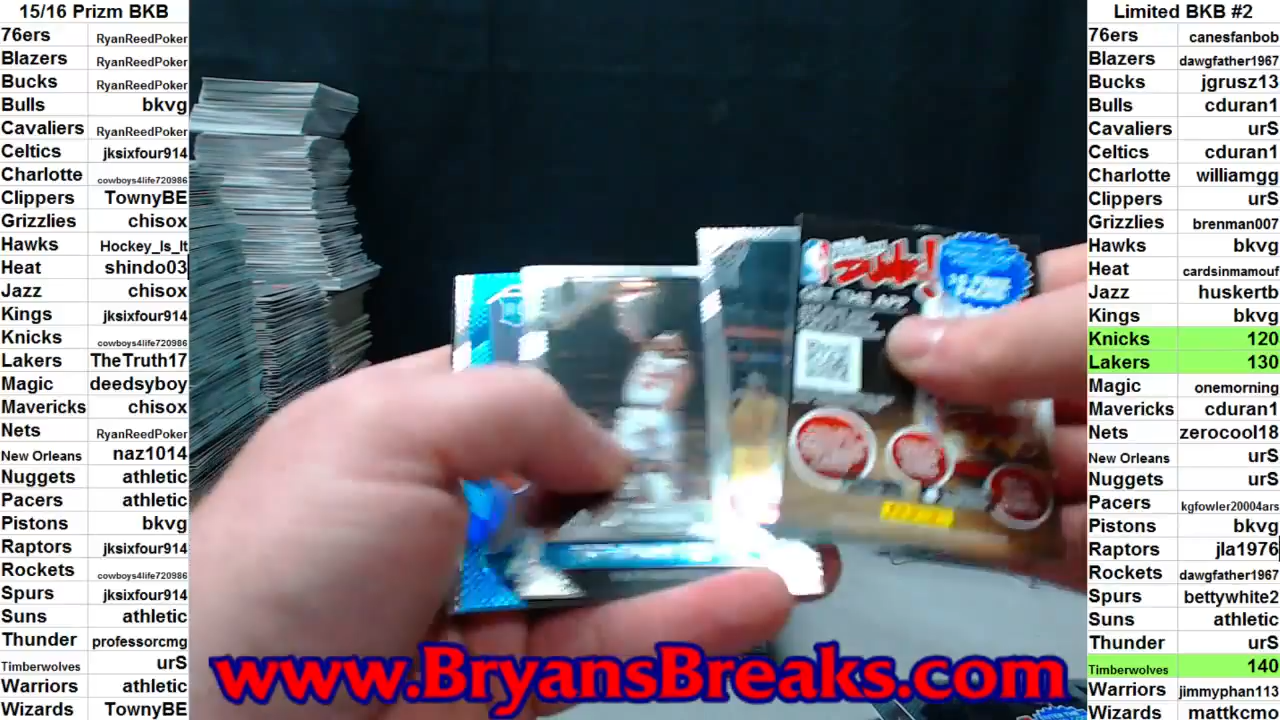 15/16 Prizm BKB
76ers RyanReedPoker
Blazers RyanReedPoker
Bucks RyanReedPoker
Bulls bkvg
Cavaliers RyanReedPoker
Celtics jksixfour914
Charlotte cowboys4life720986
Clippers TownyBE
Grizzlies chisox
Hawks Hockey_Is_It
Heat shindo03
Jazz chisox
Kings jksixfour914
Knicks cowboys4life720986
Lakers TheTruth17
Magic deedsyboy
Mavericks chisox
Nets RyanReedPoker
New Orleans naz1014
Nuggets athletic
Pacers athletic
Pistons bkvg
Raptors jksixfour914
Rockets cowboys4life720986
Spurs jksixfour914
Suns athletic
Thunder professorcmg
Timberwolves urS
Warriors athletic
Wizards TownyBE
www.BryansBreaks.com
Limited BKB #2
76ers canesfanbob
Blazers dawgfather1967
Bucks jgrusz13
Bulls cduran1
Cavaliers urS
Celtics cduran1
Charlotte williamgg
Clippers urS
Grizzlies brenman007
Hawks bkvg
Heat cardsinmamouf
Jazz huskertb
Kings bkvg
Knicks 120
Lakers 130
Magic onemorning
Mavericks cduran1
Nets zerocool18
New Orleans urS
Nuggets urS
Pacers kgfowler20004ars
Pistons bkvg
Raptors jla1976
Rockets dawgfather1967
Spurs bettywhite2
Suns athletic
Thunder urS
Timberwolves 140
Warriors jimmyphan113
Wizards mattkcmo